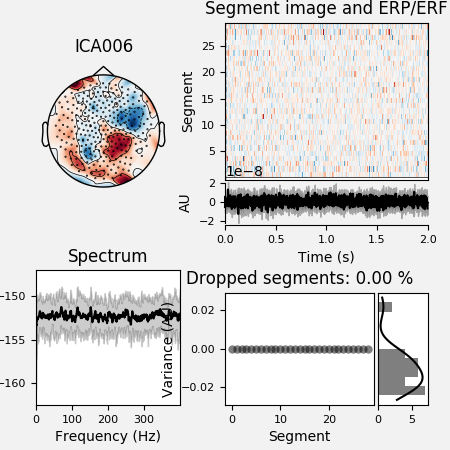 Segment image and ERP/ERF
ICA006
Segment
25
20
15
10
5
1e−8
AU
2
0
−2
0.0 0.5 1.0 1.5 2.0
Time (s)
Spectrum
−150
−155
−160
0 100 200 300
Frequency (Hz)
Dropped segments: 0.00 %
Variance (AU)
0.02
0.00
−0.02
0 10 20
Segment
0 5